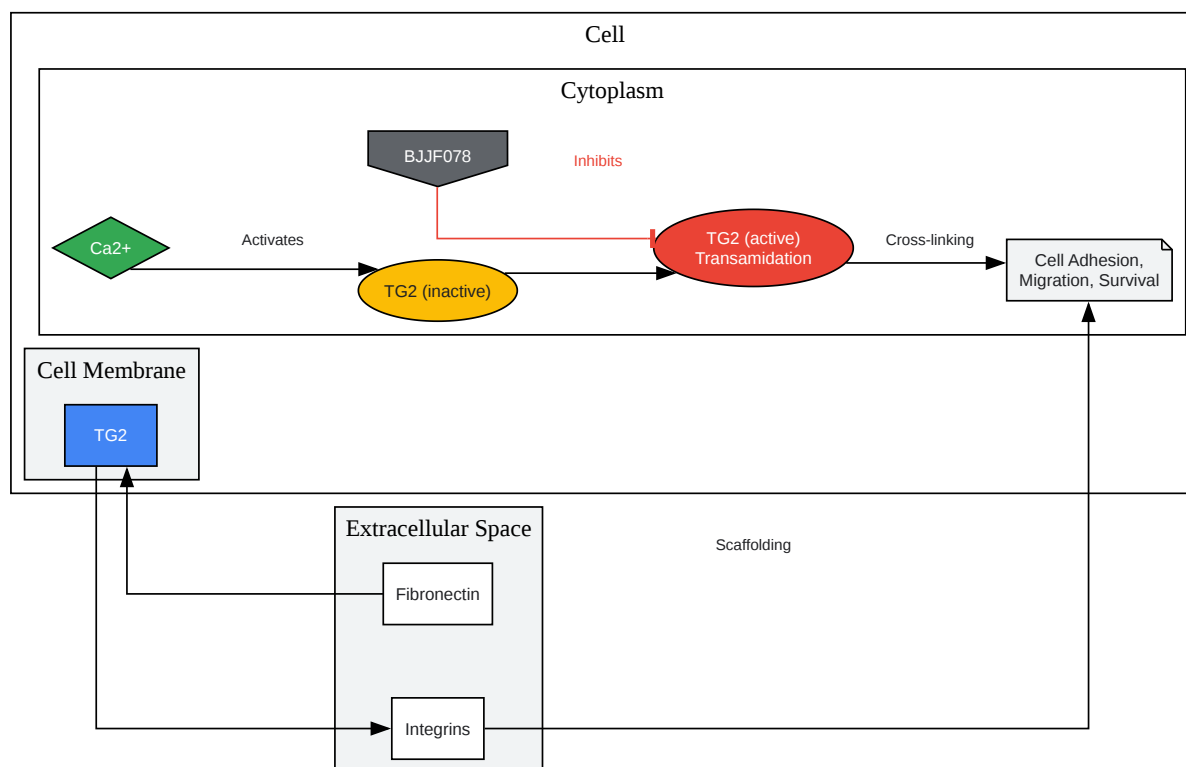 Cell
Cytoplasm
BJJF078
Inhibits
Ca2+
Activates
TG2 (inactive)
TG2 (active)
Transamidation
Cross-linking
Cell Adhesion,
Migration, Survival
Cell Membrane
TG2
Extracellular Space
Fibronectin
Scaffolding
Integrins